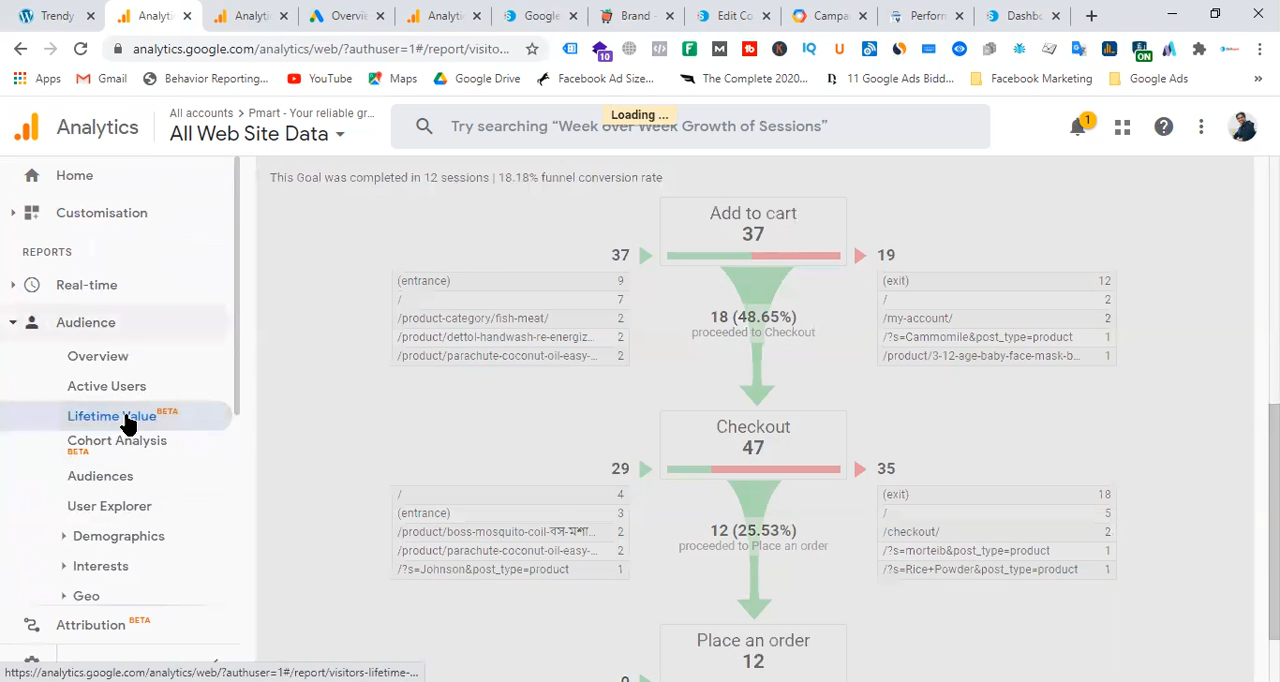 Trendy
Analytic
Analytic
Overvie
Analytic
Google
Brand -
Edit Co
Campa
Perform
Dashbo
analytics.google.com/analytics/web/?authuser=1#/report/visito...
10
ON
Apps
Gmail
Behavior Reporting...
YouTube
Maps
Google Drive
Facebook Ad Size...
The Complete 2020...
11 Google Ads Bidd...
Facebook Marketing
Google Ads
Analytics
All accounts > Pmart - Your reliable gr...
All Web Site Data
Loading ...
Try searching "Week over Week Growth of Sessions"
1
Home
Customisation
REPORTS
Real-time
Audience
Overview
Active Users
Lifetime Value BETA
Cohort Analysis
BETA
Audiences
User Explorer
Demographics
Interests
Geo
Attribution BETA
https://analytics.google.com/analytics/web/?authuser=1#/report/visitors-lifetime-...
This Goal was completed in 12 sessions | 18.18% funnel conversion rate
Add to cart
37
37
19
(entrance) 9
/ 7
/product-category/fish-meat/ 2
/product/dettol-handwash-re-energiz... 2
/product/parachute-coconut-oil-easy-... 2
18 (48.65%)
proceeded to Checkout
(exit) 12
/ 2
/my-account/ 2
/?s=Cammomile&post_type=product 1
/product/3-12-age-baby-face-mask-b... 1
Checkout
47
29
35
/ 4
(entrance) 3
/product/boss-mosquito-coil-বস-মশা... 2
/product/parachute-coconut-oil-easy-... 2
/?s=Johnson&post_type=product 1
12 (25.53%)
proceeded to Place an order
(exit) 18
/ 5
/checkout/ 2
/?s=morteib&post_type=product 1
/?s=Rice+Powder&post_type=product 1
Place an order
12